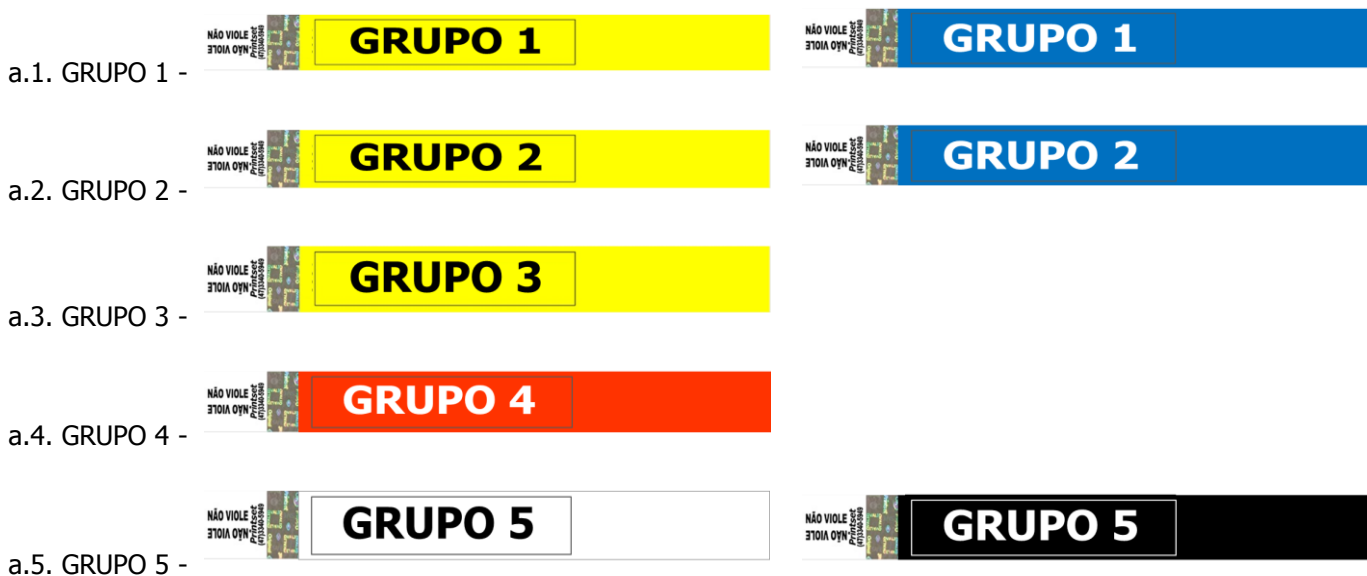 NÃO VIOLE
NÃO VIOLE
Printset
(47)3340-5949
GRUPO 1
NÃO VIOLE
NÃO VIOLE
Printset
(47)3340-5949
GRUPO 1
a.1. GRUPO 1 -
NÃO VIOLE
NÃO VIOLE
Printset
(47)3340-5949
GRUPO 2
NÃO VIOLE
NÃO VIOLE
Printset
(47)3340-5949
GRUPO 2
a.2. GRUPO 2 -
NÃO VIOLE
NÃO VIOLE
Printset
(47)3340-5949
GRUPO 3
a.3. GRUPO 3 -
NÃO VIOLE
NÃO VIOLE
Printset
(47)3340-5949
GRUPO 4
a.4. GRUPO 4 -
NÃO VIOLE
NÃO VIOLE
Printset
(47)3340-5949
GRUPO 5
NÃO VIOLE
NÃO VIOLE
Printset
(47)3340-5949
GRUPO 5
a.5. GRUPO 5 -